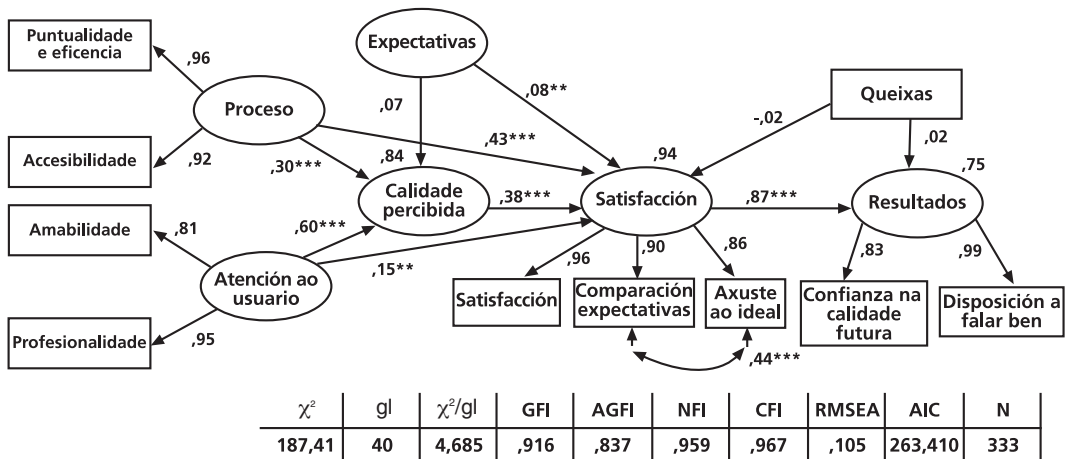 Puntualidade
e eficencia
,96
Expectativas
Proceso
,07
,08**
-,02
Queixas
,02
Accesibilidade
,92
,30***
,84
,43***
,94
,75
Calidade
percibida
,38***
Satisfacción
,87***
Resultados
Amabilidade
,81
,60***
Atención ao
usuario
,15**
,96
,90
,86
,83
,99
Profesionalidade
,95
Satisfacción
Comparación
expectativas
Axuste
ao ideal
Confianza na
calidade
futura
Disposición a
falar ben
,44***
χ² gl χ²/gl GFI AGFI NFI CFI RMSEA AIC N
187,41 40 4,685 ,916 ,837 ,959 ,967 ,105 263,410 333